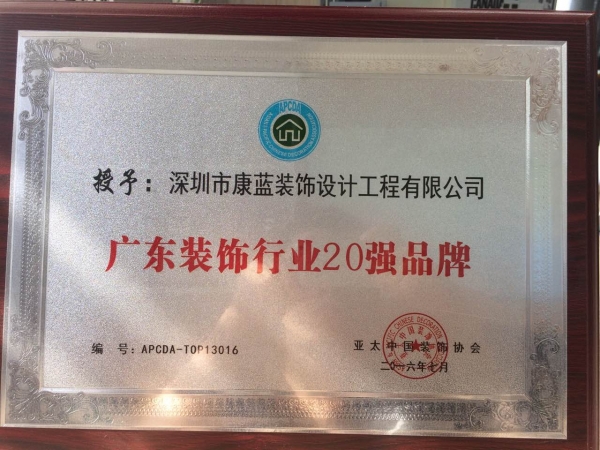 APCDA
授予：深圳市康蓝装饰设计工程有限公司
广东装饰行业20强品牌
编 号：APCDA-TOP13016
亚太中国装饰协会
二〇一六年七月